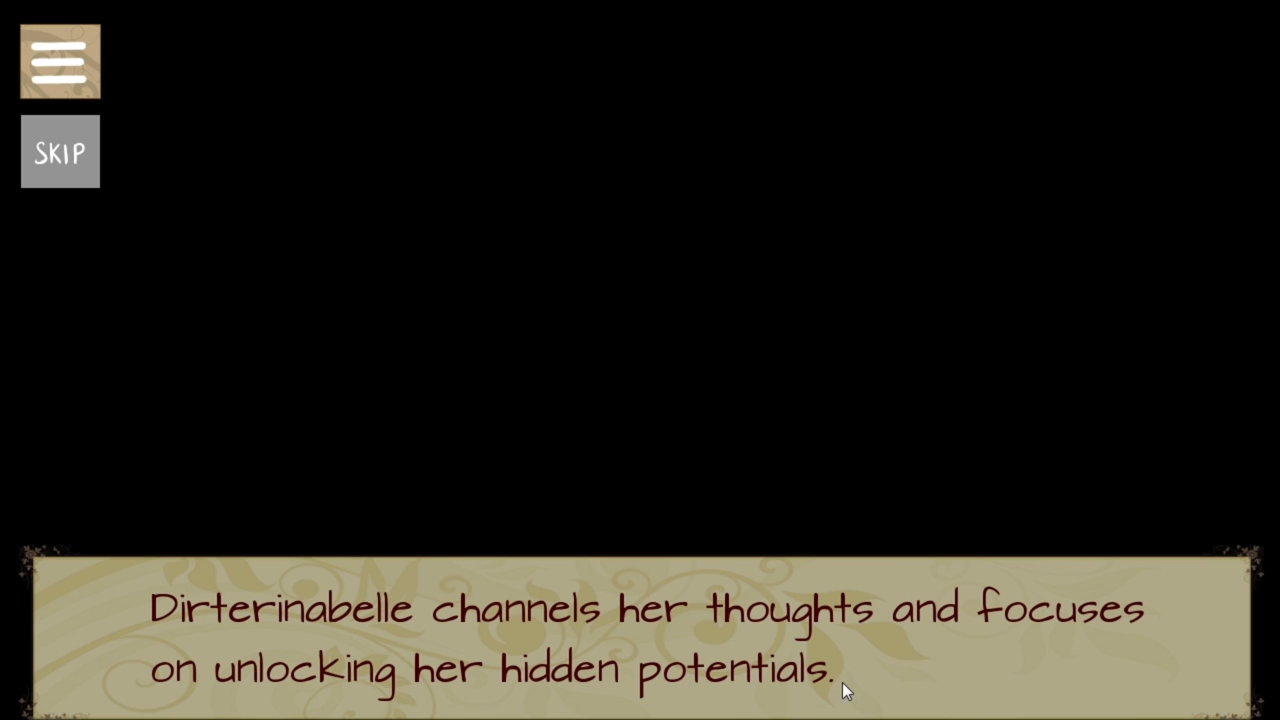 SKIP
Dirterinabelle channels her thoughts and focuses
on unlocking her hidden potentials.